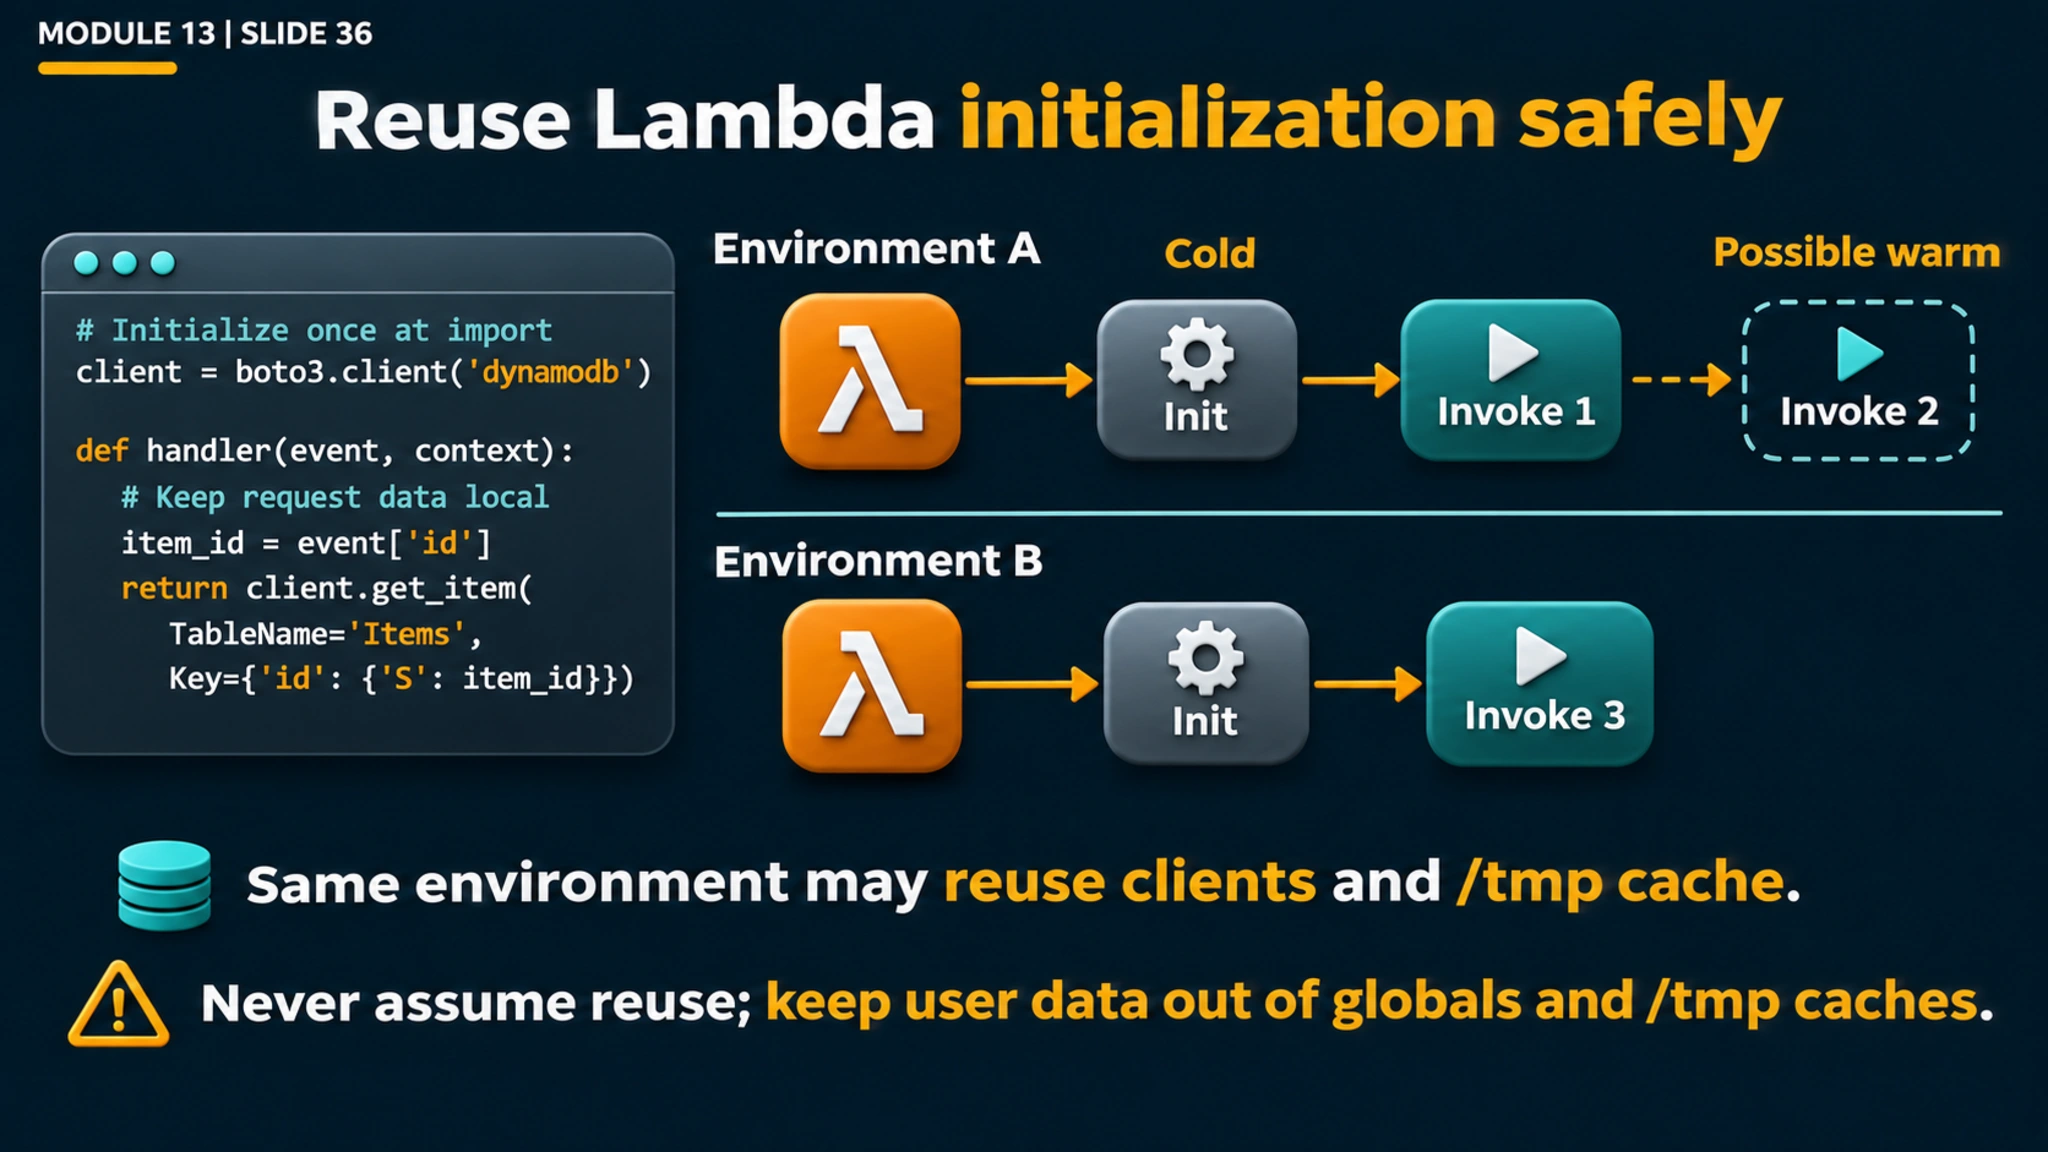 MODULE 13 | SLIDE 36
Reuse Lambda initialization safely
# Initialize once at import
client = boto3.client('dynamodb')
def handler(event, context):
# Keep request data local
item_id = event['id']
return client.get_item(
TableName='Items',
Key={'id': {'S': item_id}})
Environment A
Cold
Possible warm
Init
Invoke 1
Invoke 2
Environment B
Init
Invoke 3
Same environment may reuse clients and /tmp cache.
Never assume reuse; keep user data out of globals and /tmp caches.